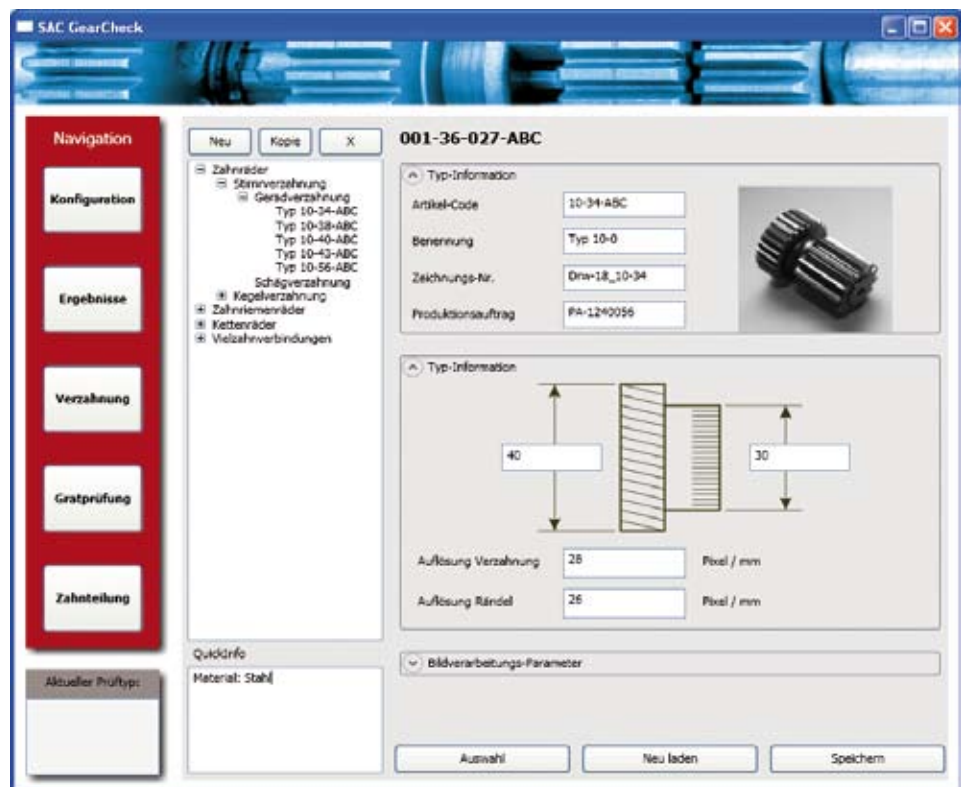 SAC GearCheck
Navigation
Konfiguration
Ergebnisse
Verzahnung
Gratprüfung
Zahnteilung
Aktueller Prüftyp:
Neu
Kopie
X
Zahnräder
Stirnverzahnung
Geradverzahnung
Typ 10-34-ABC
Typ 10-38-ABC
Typ 10-40-ABC
Typ 10-43-ABC
Typ 10-56-ABC
Schägverzahnung
Kegelverzahnung
Zahnriemenräder
Kettenräder
Vielzahnverbindungen
QuickInfo
Material: Stahl
001-36-027-ABC
Typ-Information
Artikel-Code 10-34-ABC
Benennung Typ 10-0
Zeichnungs-Nr. Drw-18_10-34
Produktionsauftrag PA-1240056
Typ-Information
40
30
Auflösung Verzahnung 28 Pixel / mm
Auflösung Rändel 26 Pixel / mm
Bildverarbeitungs-Parameter
Auswahl
Neu laden
Speichern